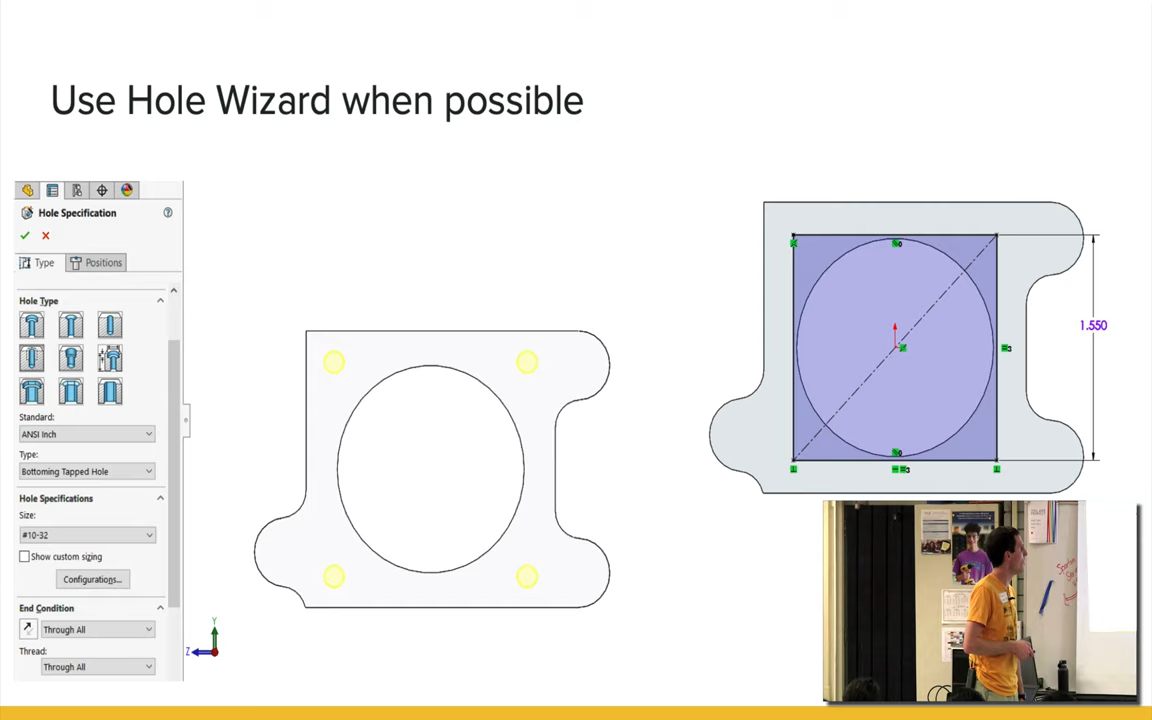 Use Hole Wizard when possible
Hole Specification
Type
Positions
Hole Type
Standard:
ANSI Inch
Type:
Bottoming Tapped Hole
Hole Specifications
Size:
#10-32
Show custom sizing
Configurations...
End Condition
Through All
Thread:
Through All
Y
Z
1.550